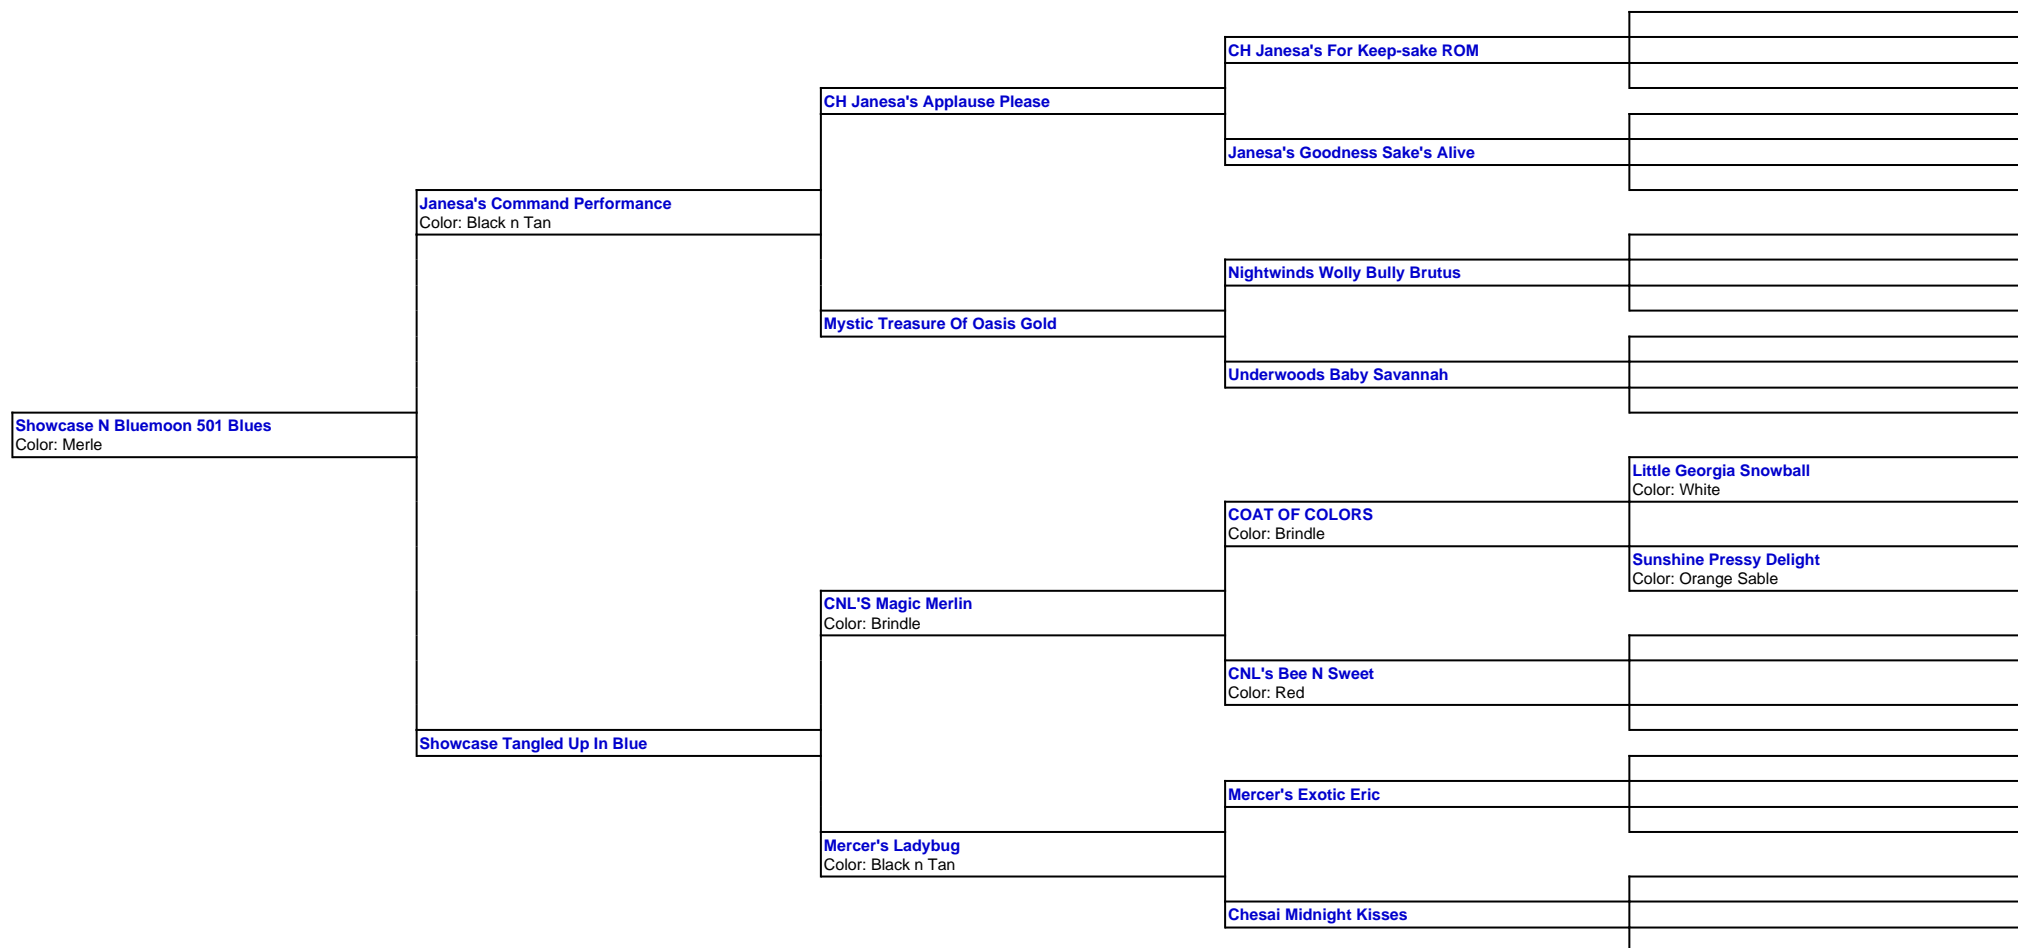 CH Janesa's For Keep-sake ROM
CH Janesa's Applause Please
Janesa's Goodness Sake's Alive
Janesa's Command Performance
Color: Black n Tan
Nightwinds Wolly Bully Brutus
Mystic Treasure Of Oasis Gold
Underwoods Baby Savannah
Showcase N Bluemoon 501 Blues
Color: Merle
Little Georgia Snowball
Color: White
COAT OF COLORS
Color: Brindle
Sunshine Pressy Delight
Color: Orange Sable
CNL'S Magic Merlin
Color: Brindle
CNL's Bee N Sweet
Color: Red
Showcase Tangled Up In Blue
Mercer's Exotic Eric
Mercer's Ladybug
Color: Black n Tan
Chesai Midnight Kisses